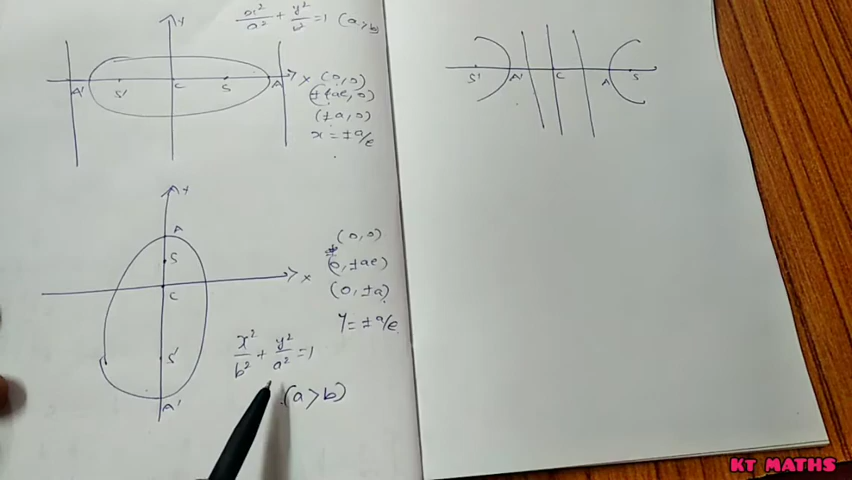 x²/a² + y²/b² = 1 (a>b)
Y
X
A' S' C S A
(0,0)
(±ae, 0)
(±a, 0)
x = ±a/e
Y
A
S
C
X
S'
A'
(0,0)
(0, ±ae)
(0, ±a)
Y = ±a/e
x²/b² + y²/a² = 1
(a>b)
S' A' C A S
KT MATHS